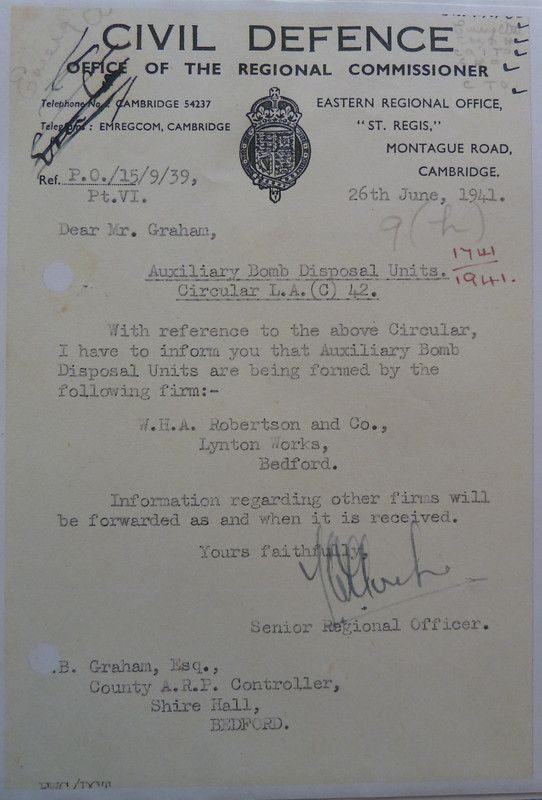 CIVIL DEFENCE
OFFICE OF THE REGIONAL COMMISSIONER
Telephone No.: CAMBRIDGE 54237
Telegrams: EMREGCOM, CAMBRIDGE
EASTERN REGIONAL OFFICE,
"ST. REGIS,"
MONTAGUE ROAD,
CAMBRIDGE.
Ref. P.O./15/9/39,
Pt.VI.
26th June, 1941.
9(h)
Dear Mr. Graham,
1741
1941.
Auxiliary Bomb Disposal Units.
Circular L.A.(C) 42.
With reference to the above Circular,
I have to inform you that Auxiliary Bomb
Disposal Units are being formed by the
following firm:-
W.H.A. Robertson and Co.,
Lynton Works,
Bedford.
Information regarding other firms will
be forwarded as and when it is received.
Yours faithfully,
Senior Regional Officer.
.B. Graham, Esq.,
County A.R.P. Controller,
Shire Hall,
BEDFORD.